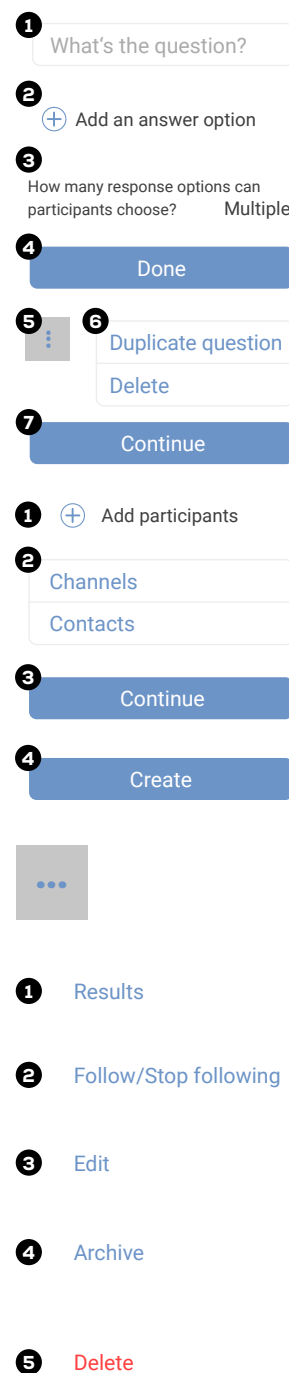 1
What's the question?
2
Add an answer option
3
How many response options can
participants choose? Multiple
4
Done
5 6
Duplicate question
Delete
7
Continue
1 Add participants
2
Channels
Contacts
3
Continue
4
Create
1 Results
2 Follow/Stop following
3 Edit
4 Archive
5 Delete